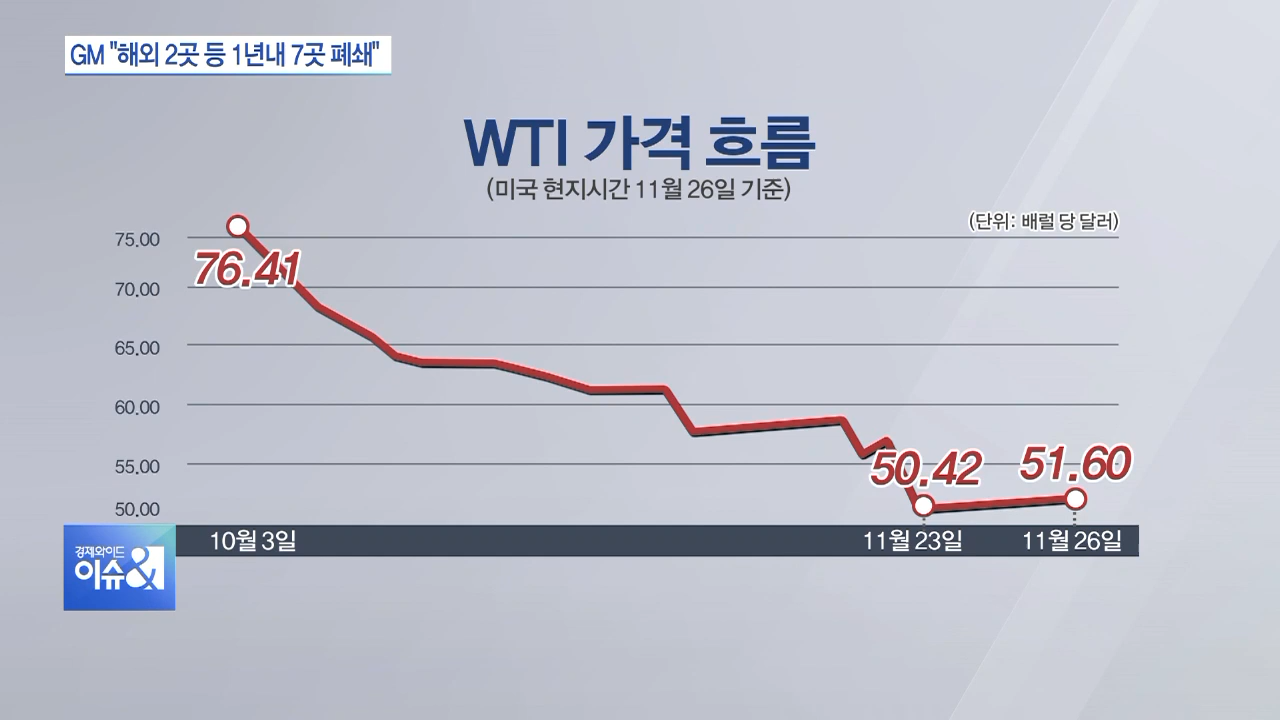 GM "해외 2곳 등 1년내 7곳 폐쇄"
WTI 가격 흐름
(미국 현지시간 11월 26일 기준)
(단위: 배럴 당 달러)
75.00
76.41
70.00
65.00
60.00
55.00
50.42
51.60
50.00
10월 3일
11월 23일
11월 26일
경제와이드
이슈&